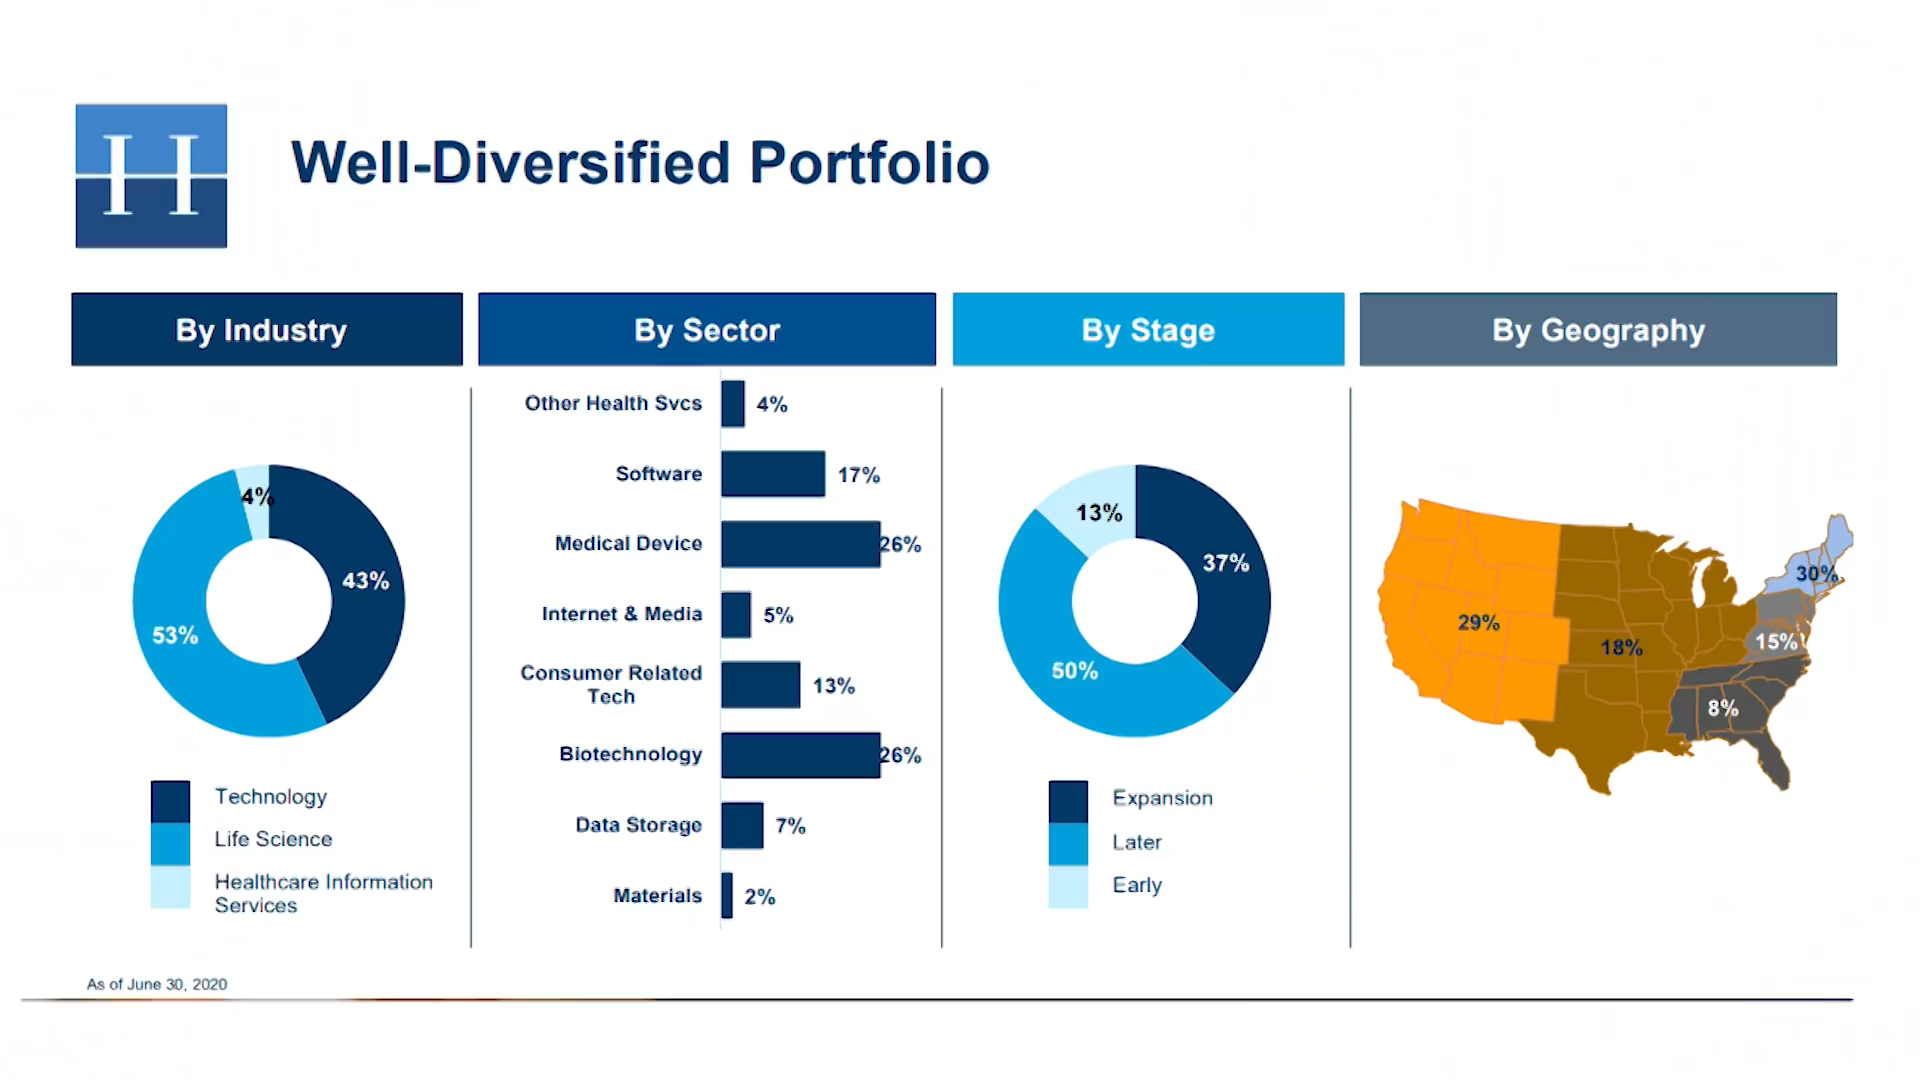 H
Well-Diversified Portfolio
By Industry
4%
43%
53%
Technology
Life Science
Healthcare Information
Services
By Sector
Other Health Svcs 4%
Software 17%
Medical Device 26%
Internet & Media 5%
Consumer Related
Tech 13%
Biotechnology 26%
Data Storage 7%
Materials 2%
By Stage
13%
37%
50%
Expansion
Later
Early
By Geography
30%
29%
18%
15%
8%
As of June 30, 2020